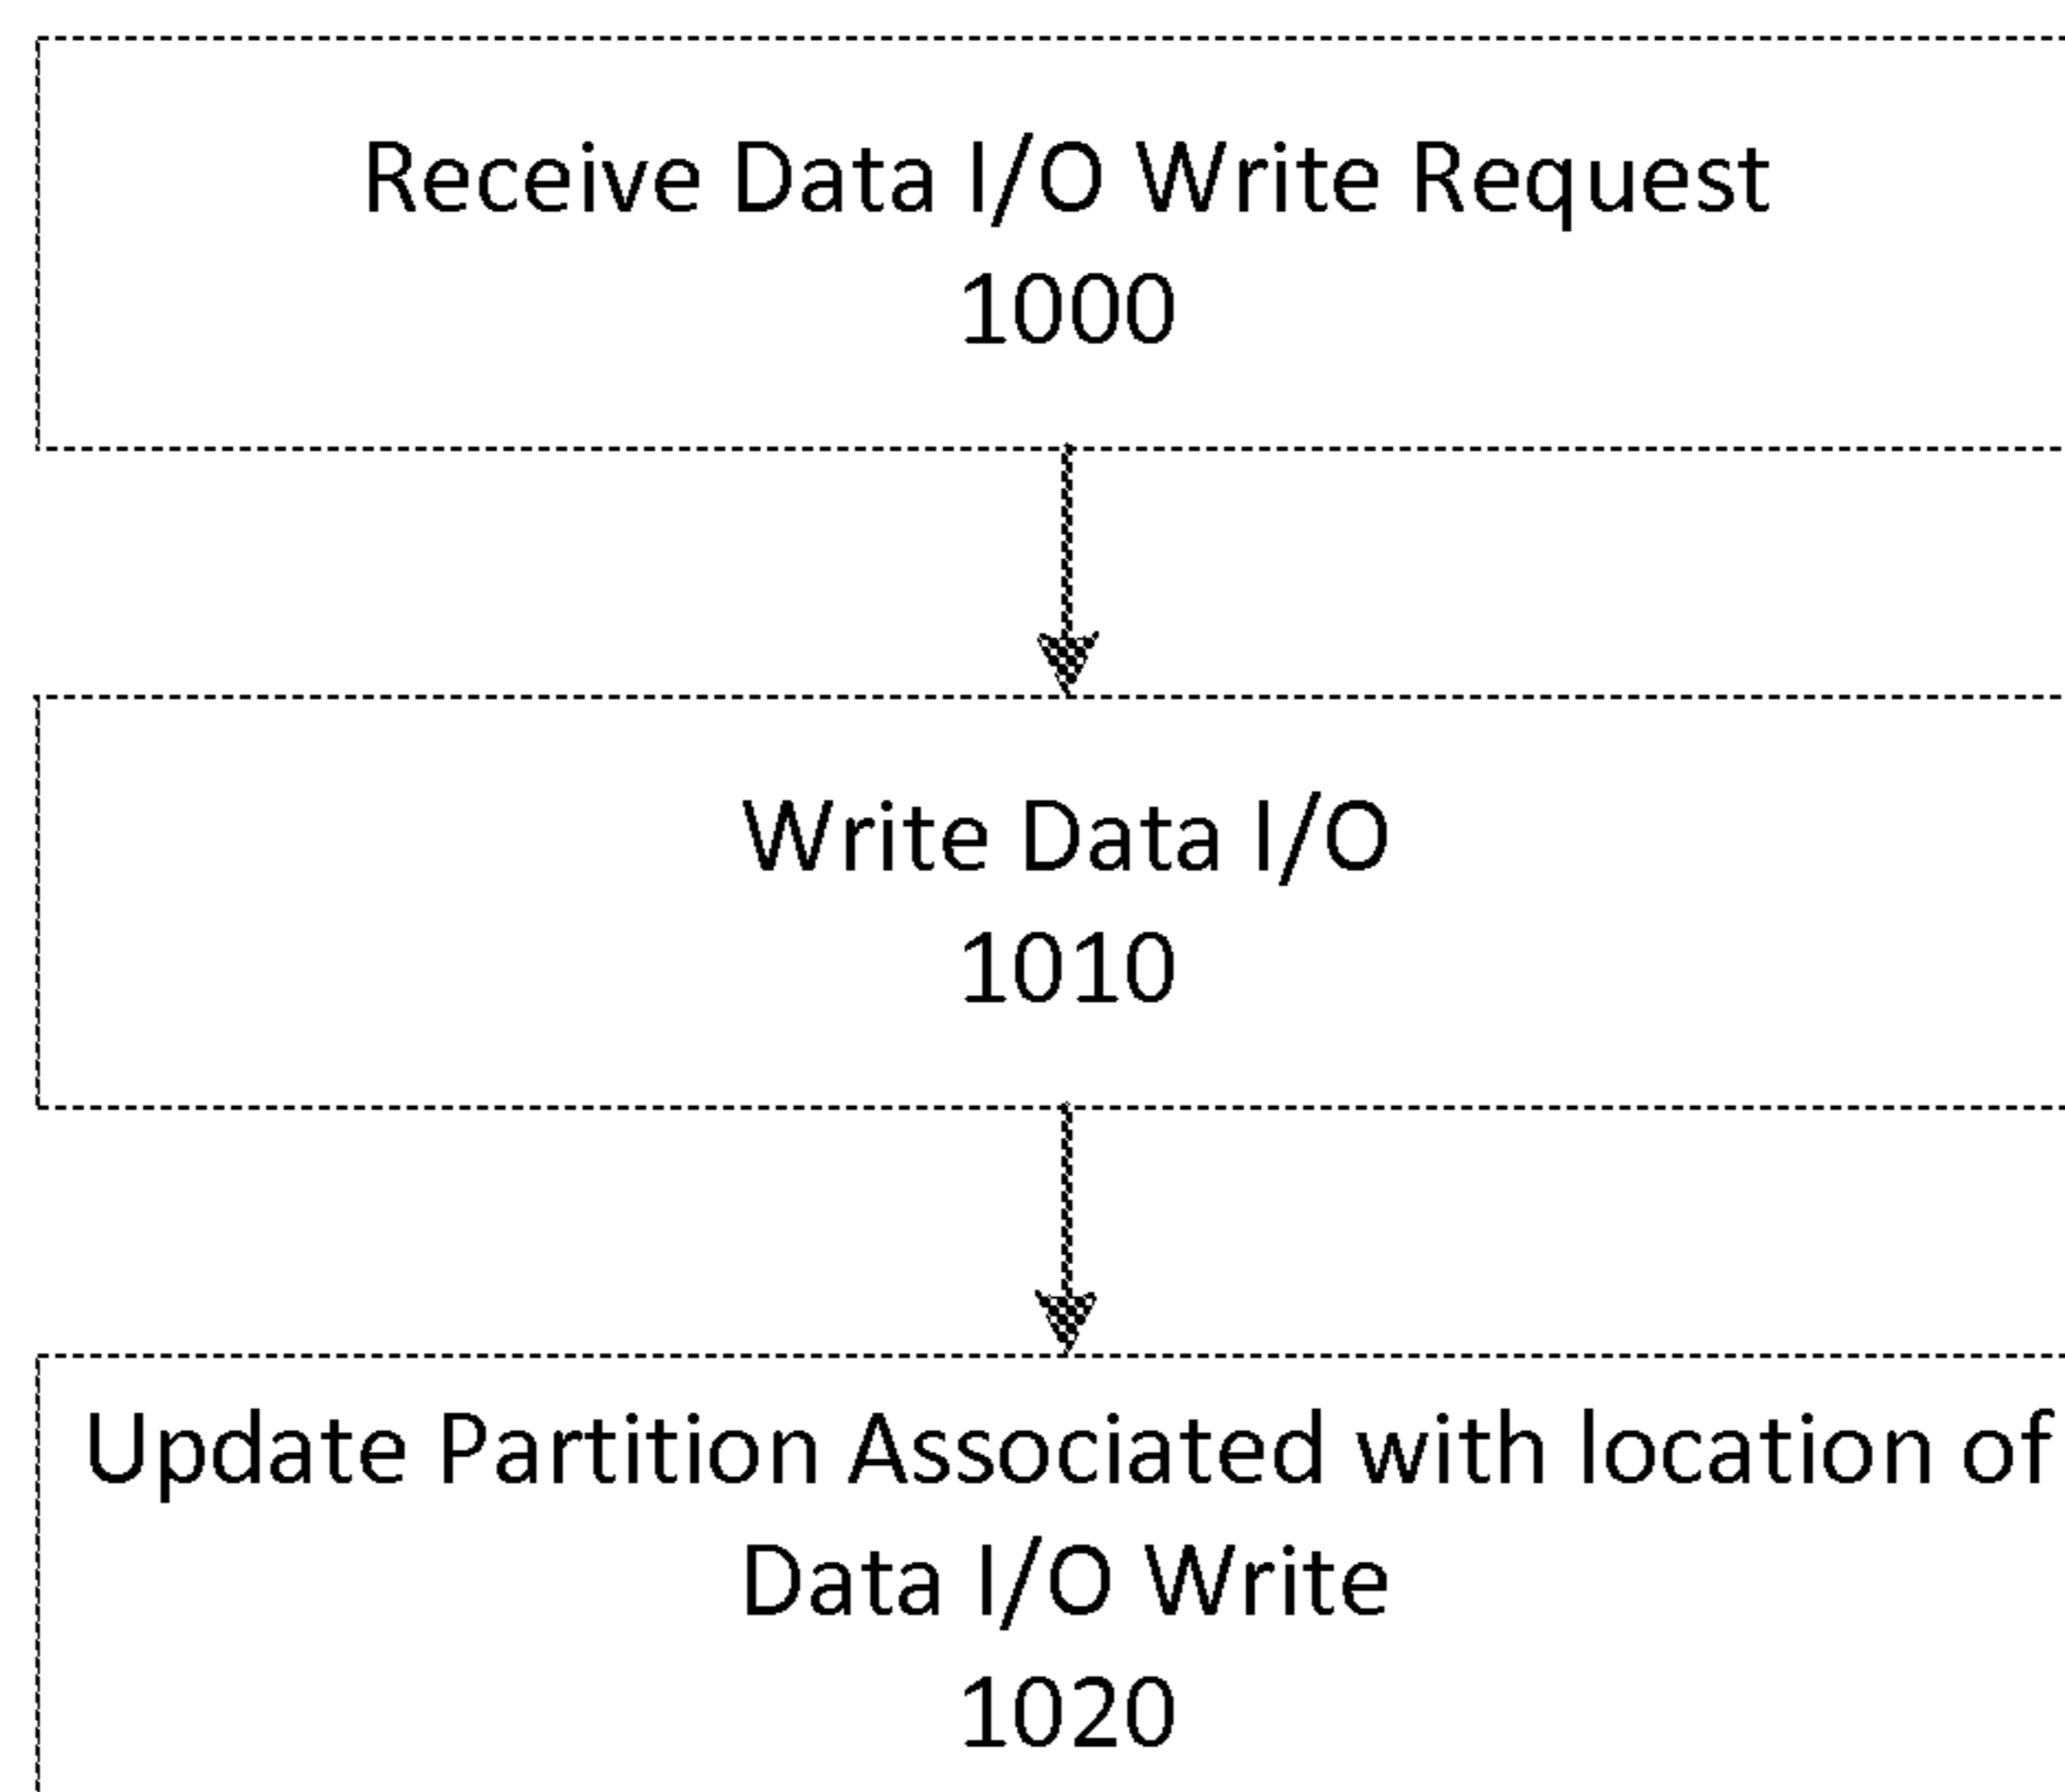 Receive Data I/O Write Request
1000
Write Data I/O
1010
Update Partition Associated with location of
Data I/O Write
1020